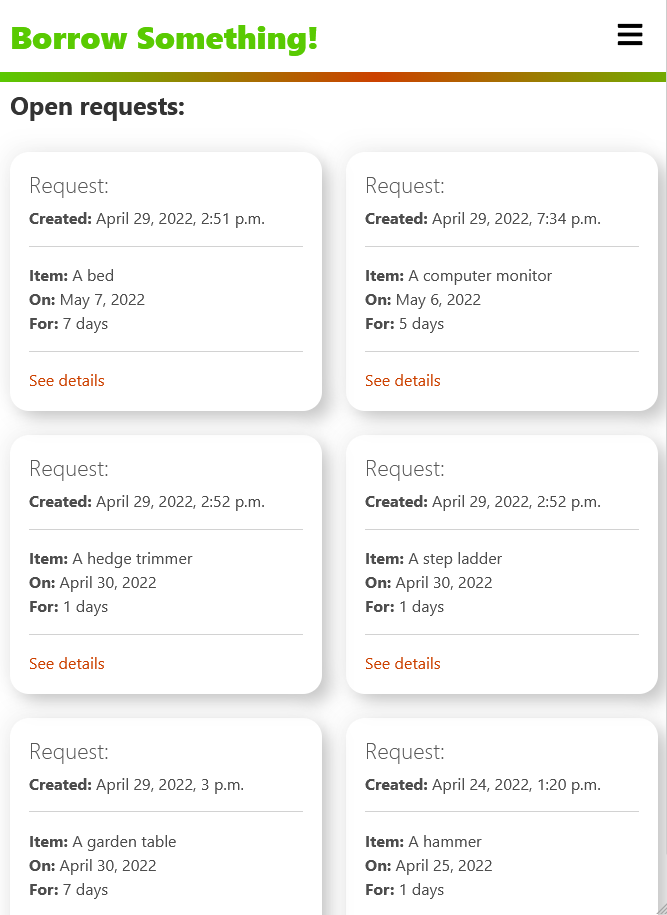 Borrow Something!
Open requests:
Request:
Created: April 29, 2022, 2:51 p.m.
Item: A bed
On: May 7, 2022
For: 7 days
See details
Request:
Created: April 29, 2022, 7:34 p.m.
Item: A computer monitor
On: May 6, 2022
For: 5 days
See details
Request:
Created: April 29, 2022, 2:52 p.m.
Item: A hedge trimmer
On: April 30, 2022
For: 1 days
See details
Request:
Created: April 29, 2022, 2:52 p.m.
Item: A step ladder
On: April 30, 2022
For: 1 days
See details
Request:
Created: April 29, 2022, 3 p.m.
Item: A garden table
On: April 30, 2022
For: 7 days
Request:
Created: April 24, 2022, 1:20 p.m.
Item: A hammer
On: April 25, 2022
For: 1 days